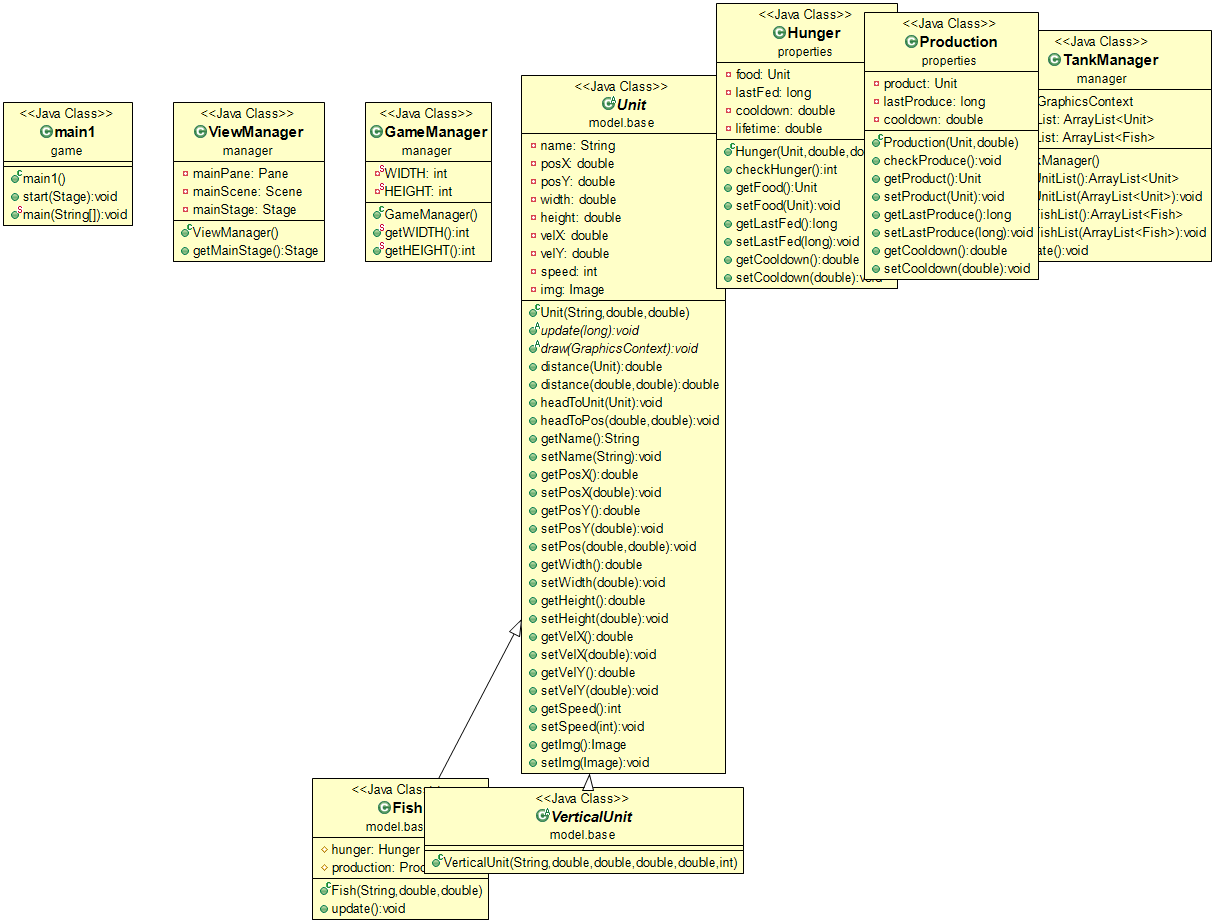 <<Java Class>>
main1
game
main1()
start(Stage):void
main(String[]):void
<<Java Class>>
ViewManager
manager
mainPane: Pane
mainScene: Scene
mainStage: Stage
ViewManager()
getMainStage():Stage
<<Java Class>>
GameManager
manager
WIDTH: int
HEIGHT: int
GameManager()
getWIDTH():int
getHEIGHT():int
<<Java Class>>
Unit
model.base
name: String
posX: double
posY: double
width: double
height: double
velX: double
velY: double
speed: int
img: Image
Unit(String,double,double)
update(long):void
draw(GraphicsContext):void
distance(Unit):double
distance(double,double):double
headToUnit(Unit):void
headToPos(double,double):void
getName():String
setName(String):void
getPosX():double
setPosX(double):void
getPosY():double
setPosY(double):void
setPos(double,double):void
getWidth():double
setWidth(double):void
getHeight():double
setHeight(double):void
getVelX():double
setVelX(double):void
getVelY():double
setVelY(double):void
getSpeed():int
setSpeed(int):void
getImg():Image
setImg(Image):void
<<Java Class>>
Hunger
properties
food: Unit
lastFed: long
cooldown: double
lifetime: double
Hunger(Unit,double,do
checkHunger():int
getFood():Unit
setFood(Unit):void
getLastFed():long
setLastFed(long):void
getCooldown():double
setCooldown(double):void
<<Java Class>>
Production
properties
product: Unit
lastProduce: long
cooldown: double
Production(Unit,double)
checkProduce():void
getProduct():Unit
setProduct(Unit):void
getLastProduce():long
setLastProduce(long):void
getCooldown():double
setCooldown(double):void
<<Java Class>>
TankManager
manager
GraphicsContext
List: ArrayList<Unit>
List: ArrayList<Fish>
kManager()
UnitList():ArrayList<Unit>
UnitList(ArrayList<Unit>):void
FishList():ArrayList<Fish>
FishList(ArrayList<Fish>):void
ate():void
<<Java Clas
Fish
model.bas
hunger: Hunger
production: Prod
Fish(String,double,double)
update():void
<<Java Class>>
VerticalUnit
model.base
VerticalUnit(String,double,double,double,double,int)